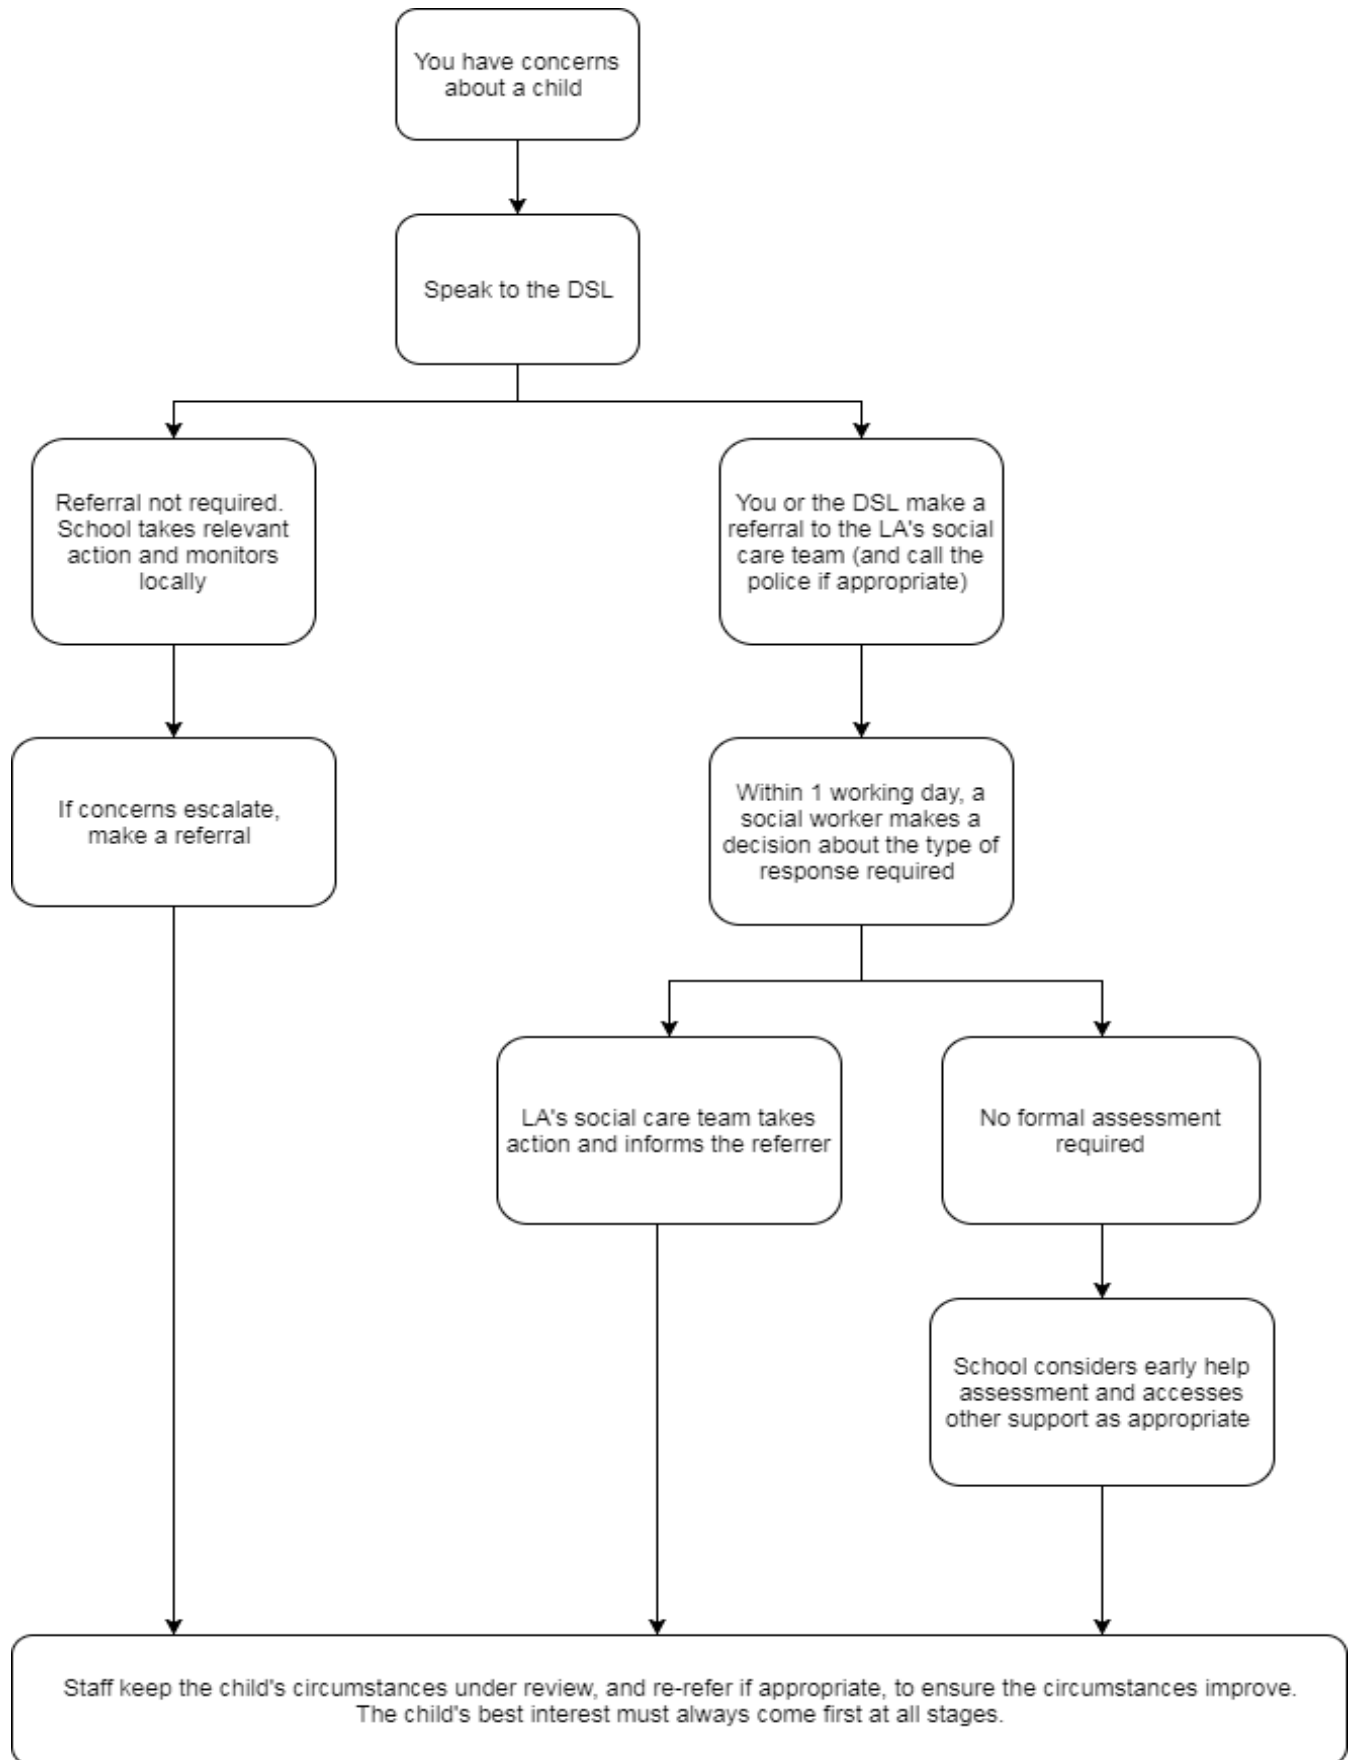 You have concerns
about a child
Speak to the DSL
Referral not required.
School takes relevant
action and monitors
locally
You or the DSL make a
referral to the LA's social
care team (and call the
police if appropriate)
If concerns escalate,
make a referral
Within 1 working day, a
social worker makes a
decision about the type of
response required
LA's social care team takes
action and informs the referrer
No formal assessment
required
School considers early help
assessment and accesses
other support as appropriate
Staff keep the child's circumstances under review, and re-refer if appropriate, to ensure the circumstances improve.
The child's best interest must always come first at all stages.